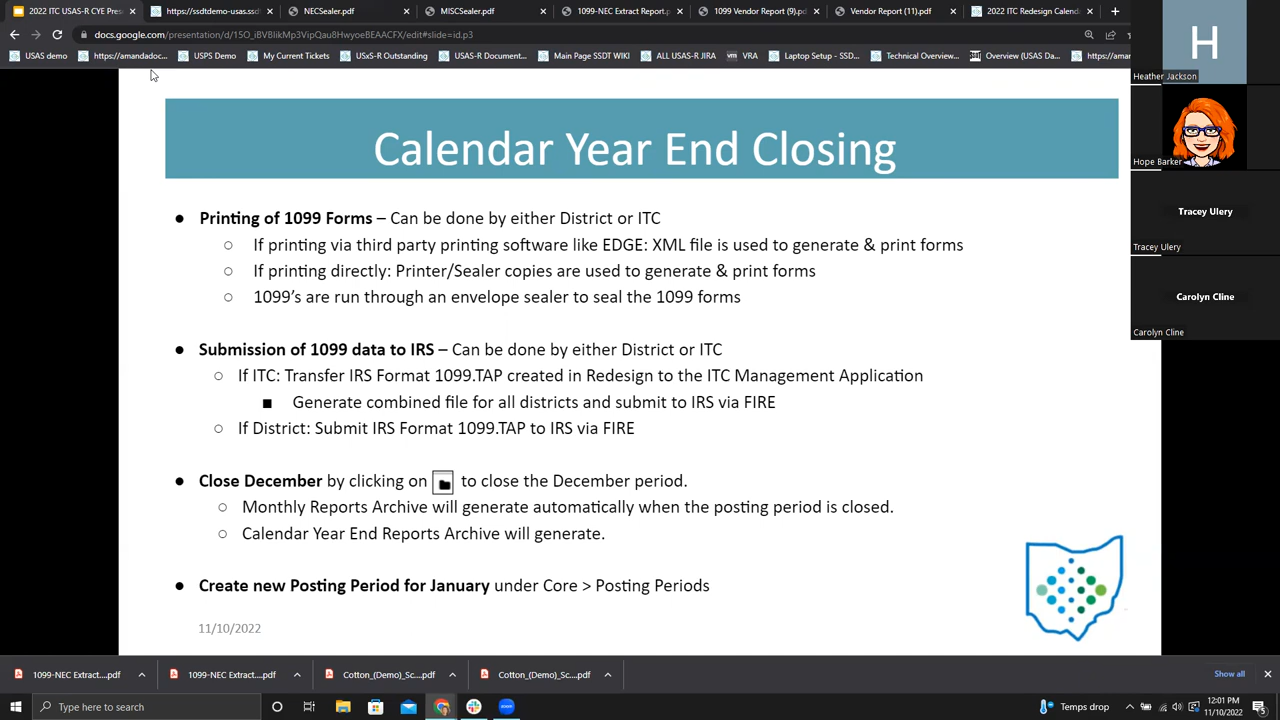 2022 ITC USAS-R CYE Pres
https://ssdtdemo-usast
NECSealer.pdf
MISCSealer.pdf
1099-NEC Extract Report.p
1099 Vendor Report (9).pd
Vendor Report (11).pdf
2022 ITC Redesign Calenda
docs.google.com/presentation/d/15O_iBVBlikMp3VipQau8HwyoeBEAACFX/edit#slide=id.p3
USAS demo
https://amandadoc...
USPS Demo
My Current Tickets
USxS-R Outstanding
USAS-R Document...
Main Page SSDT WIKI
ALL USAS-R JIRA
VRA
Laptop Setup - SSD...
Technical Overview...
Overview (USAS Da...
https://am
H
Heather Jackson
Hope Barker
Tracey Ulery
Tracey Ulery
Carolyn Cline
Carolyn Cline
Calendar Year End Closing
● Printing of 1099 Forms – Can be done by either District or ITC
○ If printing via third party printing software like EDGE: XML file is used to generate & print forms
○ If printing directly: Printer/Sealer copies are used to generate & print forms
○ 1099's are run through an envelope sealer to seal the 1099 forms
● Submission of 1099 data to IRS – Can be done by either District or ITC
○ If ITC: Transfer IRS Format 1099.TAP created in Redesign to the ITC Management Application
■ Generate combined file for all districts and submit to IRS via FIRE
○ If District: Submit IRS Format 1099.TAP to IRS via FIRE
● Close December by clicking on to close the December period.
○ Monthly Reports Archive will generate automatically when the posting period is closed.
○ Calendar Year End Reports Archive will generate.
● Create new Posting Period for January under Core > Posting Periods
11/10/2022
1099-NEC Extract....pdf
1099-NEC Extract....pdf
Cotton_(Demo)_Sc....pdf
Cotton_(Demo)_Sc....pdf
Show all
Type here to search
Temps drop
12:01 PM
11/10/2022